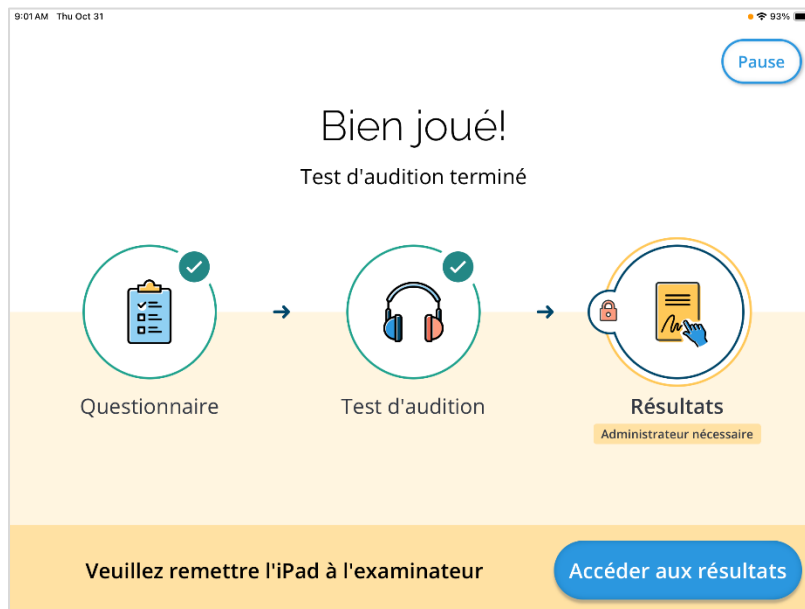 9:01 AM Thu Oct 31
93%
Pause
Bien joué!
Test d'audition terminé
Questionnaire
Test d'audition
Résultats
Administrateur nécessaire
Veuillez remettre l'iPad à l'examinateur
Accéder aux résultats